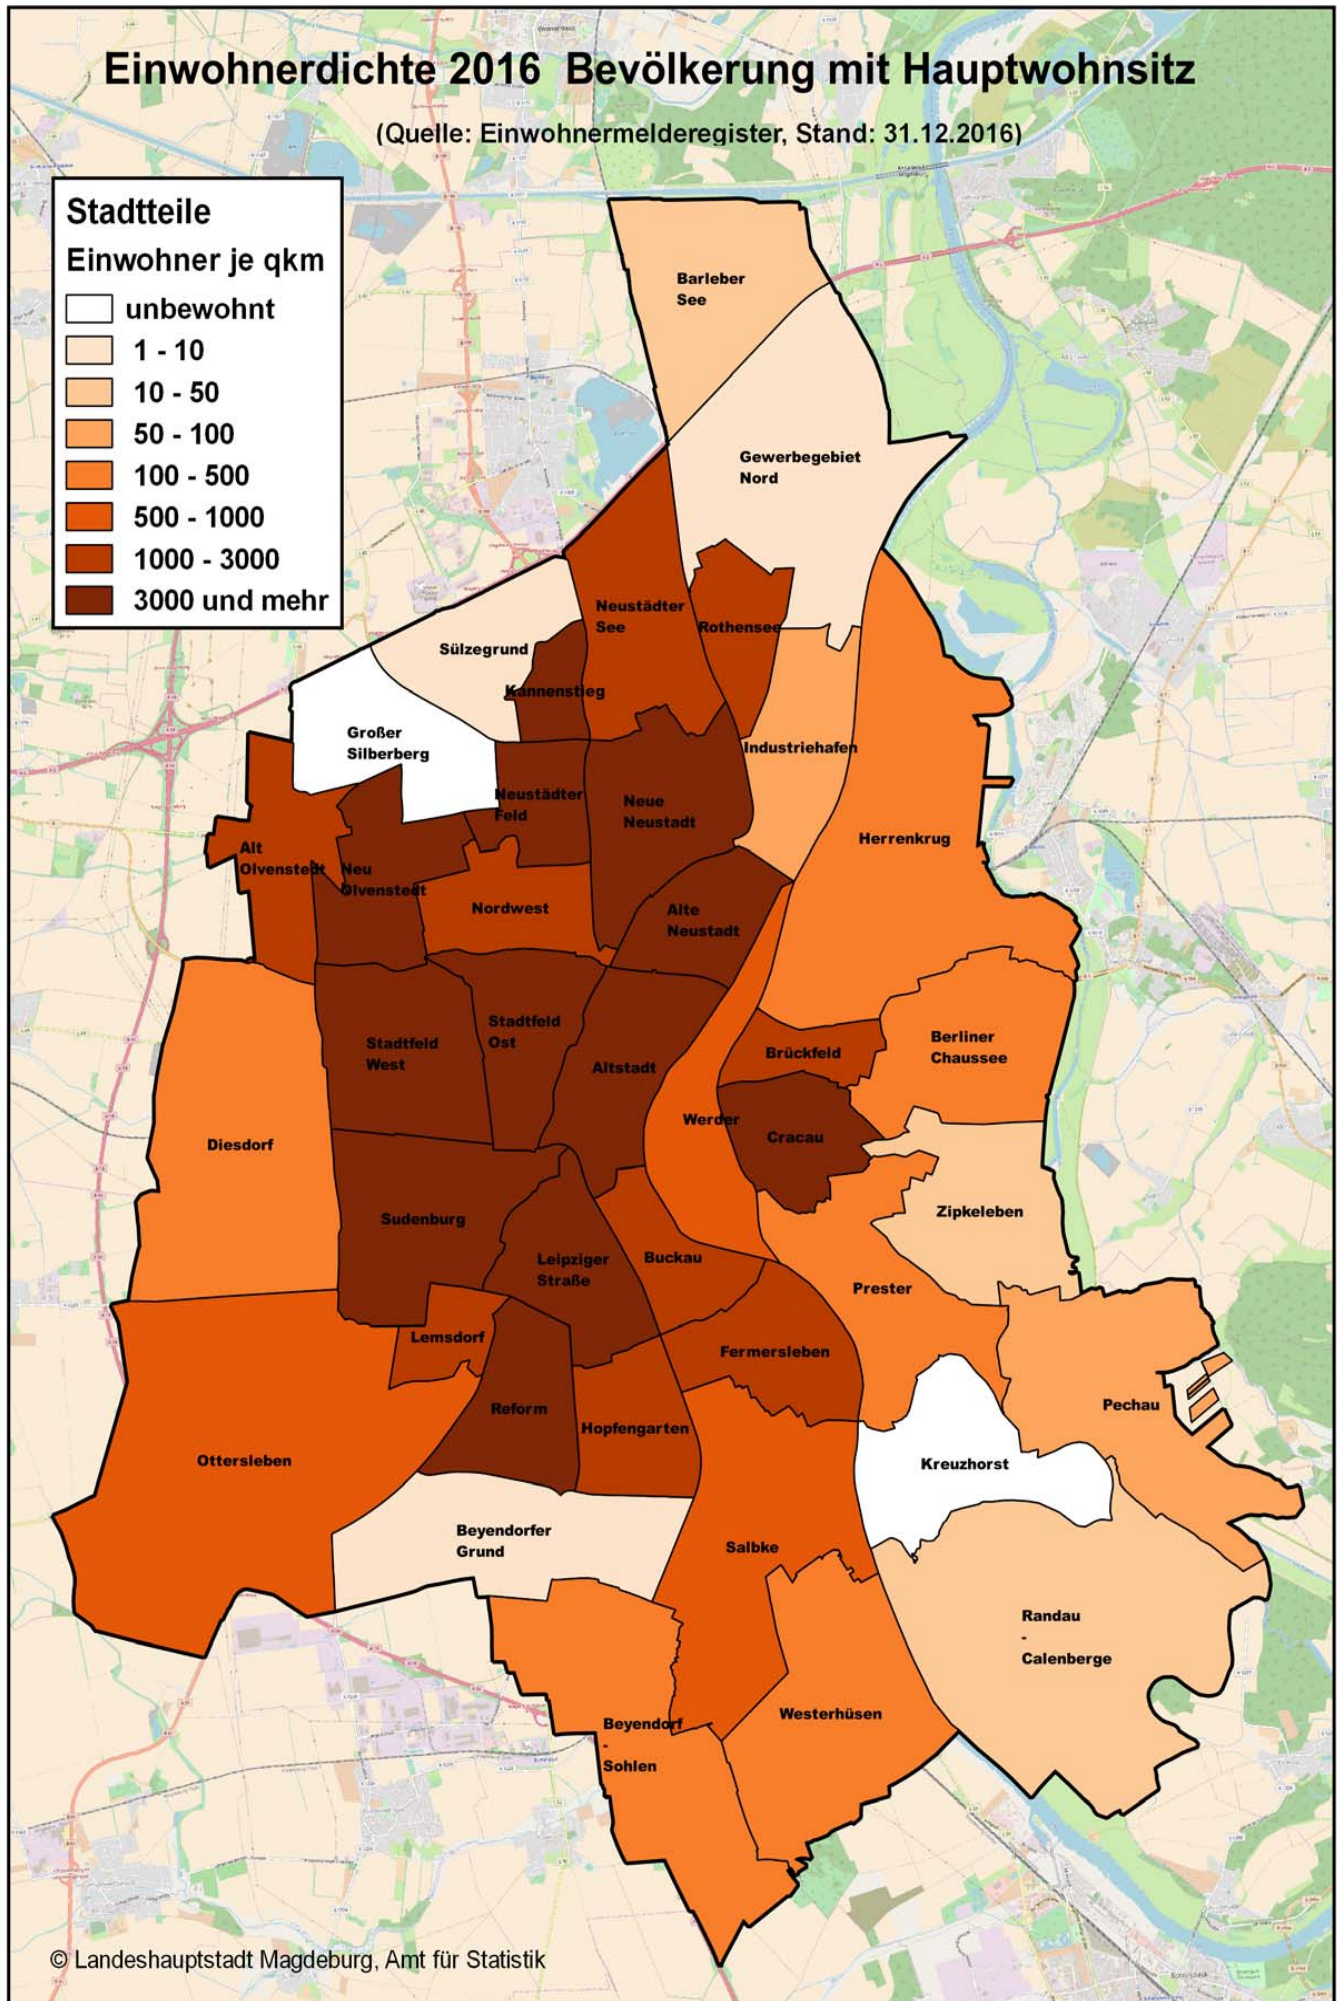 Einwohnerdichte 2016 Bevölkerung mit Hauptwohnsitz
(Quelle: Einwohnermelderegister, Stand: 31.12.2016)
Stadtteile
Einwohner je qkm
unbewohnt
1 - 10
10 - 50
50 - 100
100 - 500
500 - 1000
1000 - 3000
3000 und mehr
Barleber
See
Gewerbegebiet
Nord
Neustädter
See
Rothensee
Sülzegrund
Kannenstieg
Großer
Silberberg
Industriehafen
Neustädter
Feld
Neue
Neustadt
Herrenkrug
Alt
Olvenstedt
Neu
Olvenstedt
Nordwest
Alte
Neustadt
Stadtfeld
West
Stadtfeld
Ost
Altstadt
Brückfeld
Berliner
Chaussee
Werder
Cracau
Diesdorf
Sudenburg
Zipkeleben
Leipziger
Straße
Buckau
Prester
Lemsdorf
Fermersleben
Reform
Hopfengarten
Pechau
Ottersleben
Kreuzhorst
Beyendorfer
Grund
Salbke
Randau
-
Calenberge
Westerhüsen
Beyendorf
-
Sohlen
© Landeshauptstadt Magdeburg, Amt für Statistik